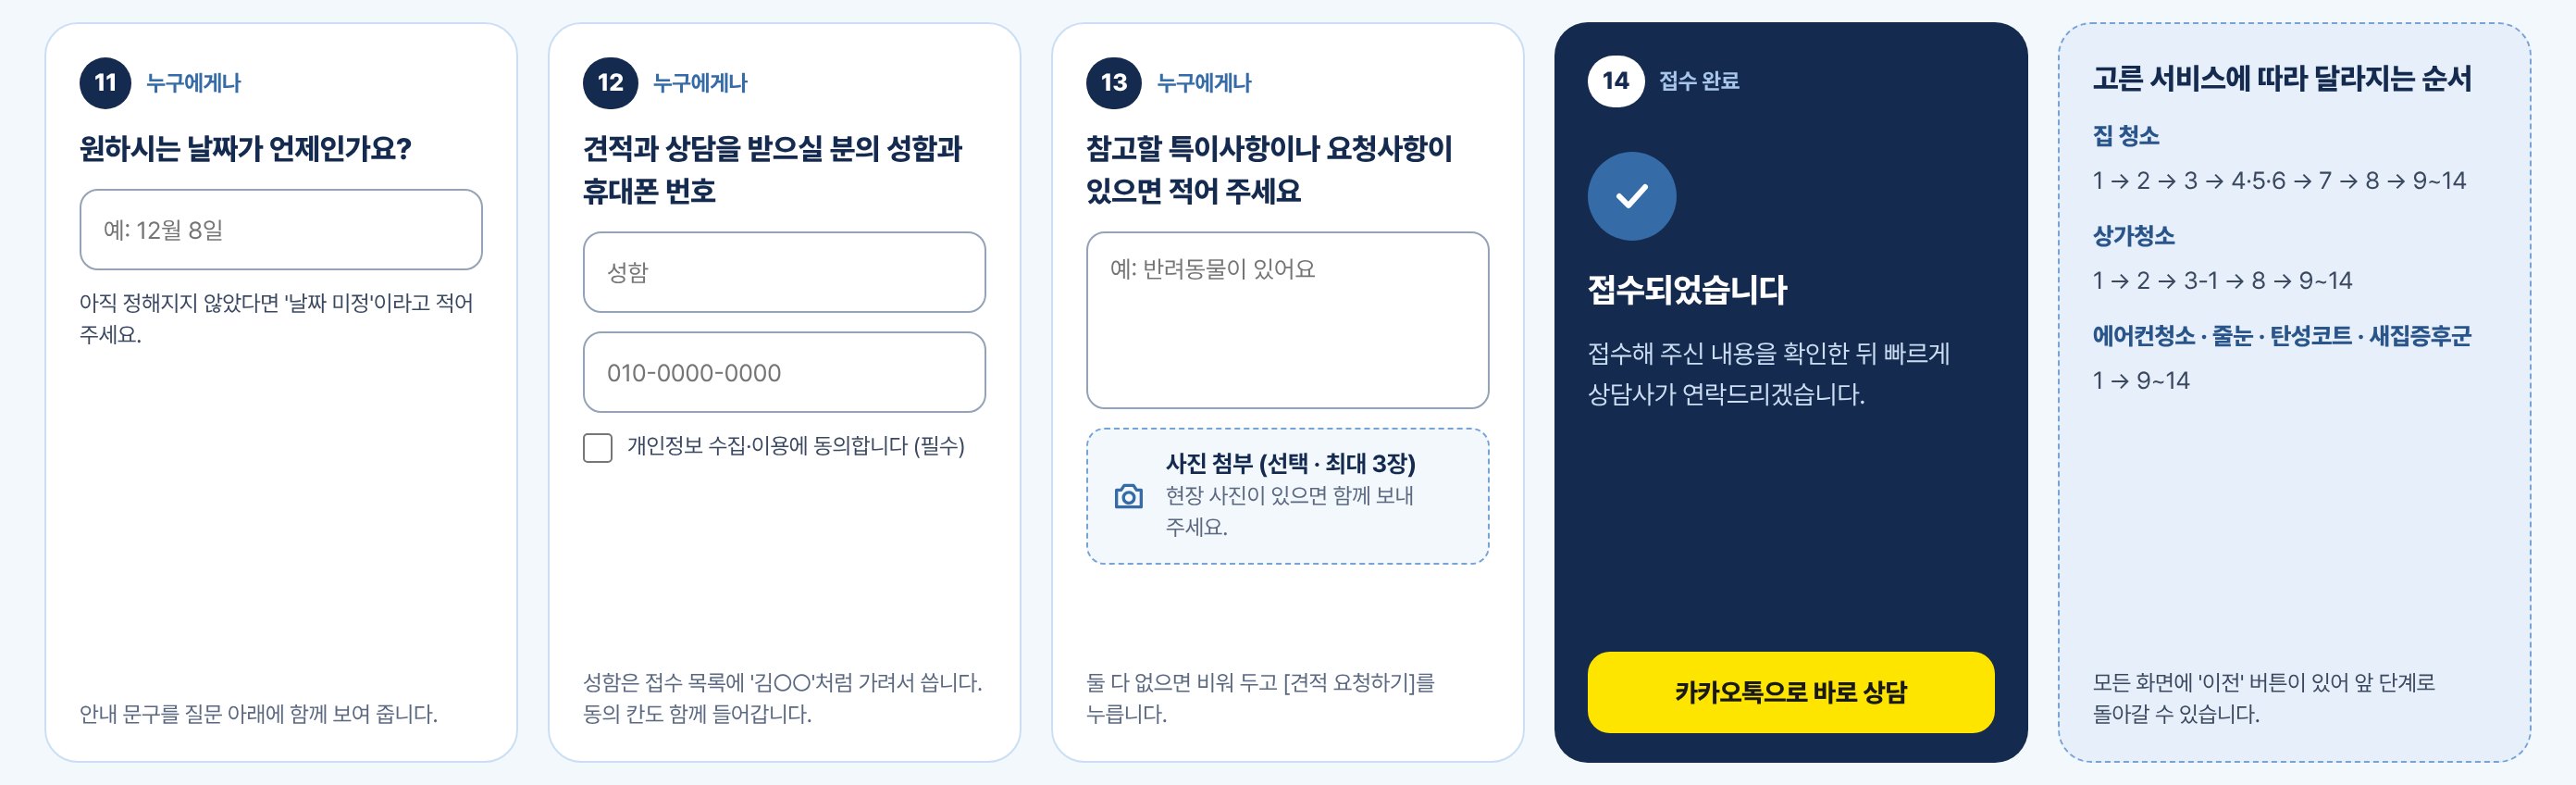 11 누구에게나
원하시는 날짜가 언제인가요?
예: 12월 8일
아직 정해지지 않았다면 '날짜 미정'이라고 적어
주세요.
안내 문구를 질문 아래에 함께 보여 줍니다.
12 누구에게나
견적과 상담을 받으실 분의 성함과
휴대폰 번호
성함
010-0000-0000
개인정보 수집·이용에 동의합니다 (필수)
성함은 접수 목록에 '김○○'처럼 가려서 씁니다.
동의 칸도 함께 들어갑니다.
13 누구에게나
참고할 특이사항이나 요청사항이
있으면 적어 주세요
예: 반려동물이 있어요
사진 첨부 (선택 · 최대 3장)
현장 사진이 있으면 함께 보내
주세요.
둘 다 없으면 비워 두고 [견적 요청하기]를
누릅니다.
14 접수 완료
접수되었습니다
접수해 주신 내용을 확인한 뒤 빠르게
상담사가 연락드리겠습니다.
카카오톡으로 바로 상담
고른 서비스에 따라 달라지는 순서
집 청소
1 → 2 → 3 → 4·5·6 → 7 → 8 → 9~14
상가청소
1 → 2 → 3-1 → 8 → 9~14
에어컨청소 · 줄눈 · 탄성코트 · 새집증후군
1 → 9~14
모든 화면에 '이전' 버튼이 있어 앞 단계로
돌아갈 수 있습니다.